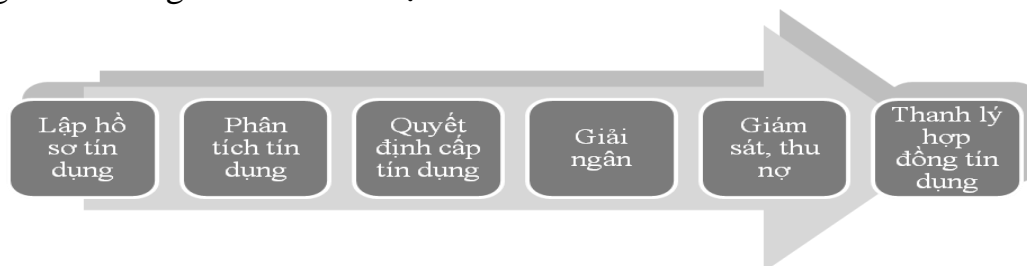 Lập hồ
sơ tín
dụng
Phân
tích tín
dụng
Quyết
định cấp
tín dụng
Giải
ngân
Giám
sát, thu
nợ
Thanh lý
hợp
đồng tín
dụng